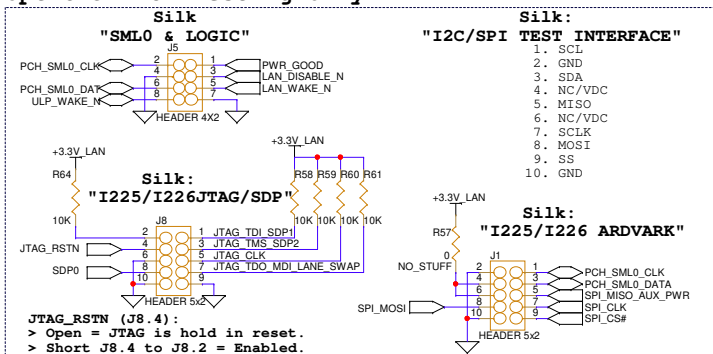 Silk
"SML0 & LOGIC"
J5
PCH_SML0_CLK 2 1 PWR_GOOD
4 3 LAN_DISABLE_N
PCH_SML0_DAT 6 5 LAN_WAKE_N
ULP_WAKE_N 8 7
HEADER 4X2
Silk:
"I2C/SPI TEST INTERFACE"
1. SCL
2. GND
3. SDA
4. NC/VDC
5. MISO
6. NC/VDC
7. SCLK
8. MOSI
9. SS
10. GND
+3.3V_LAN
+3.3V_LAN
R64
R58 R59 R60 R61
Silk:
"I225/I226JTAG/SDP"
10K
10K 10K 10K 10K
J8
2 1 JTAG_TDI_SDP1
JTAG_RSTN 4 3 JTAG_TMS_SDP2
6 5 JTAG_CLK
SDP0 8 7 JTAG_TDO_MDI_LANE_SWAP
10 9
HEADER 5x2
JTAG_RSTN (J8.4):
> Open = JTAG is hold in reset.
> Short J8.4 to J8.2 = Enabled.
+3.3V_LAN
Silk:
"I225/I226 ARDVARK"
R57
0
NO_STUFF
J1
2 1 PCH_SML0_CLK
4 3 PCH_SML0_DATA
6 5 SPI_MISO_AUX_PWR
SPI_MOSI 8 7 SPI_CLK
10 9 SPI_CS#
HEADER 5x2